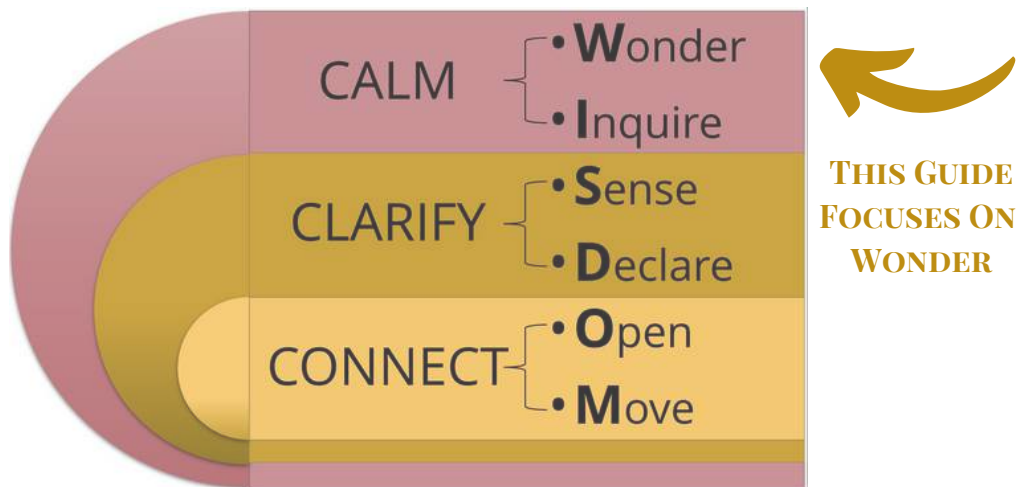 CALM
• Wonder
• Inquire
CLARIFY
• Sense
• Declare
CONNECT
• Open
• Move
This Guide
Focuses On
Wonder